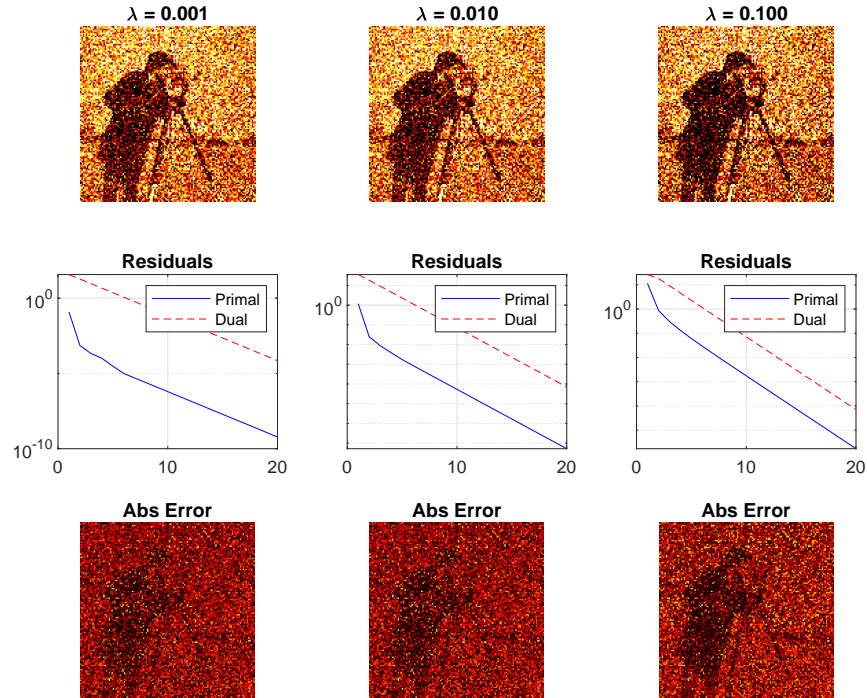 λ = 0.001
λ = 0.010
λ = 0.100
Residuals
10^0
10^-10
Primal
Dual
0
10
20
Residuals
10^0
Primal
Dual
0
10
20
Residuals
10^0
Primal
Dual
0
10
20
Abs Error
Abs Error
Abs Error